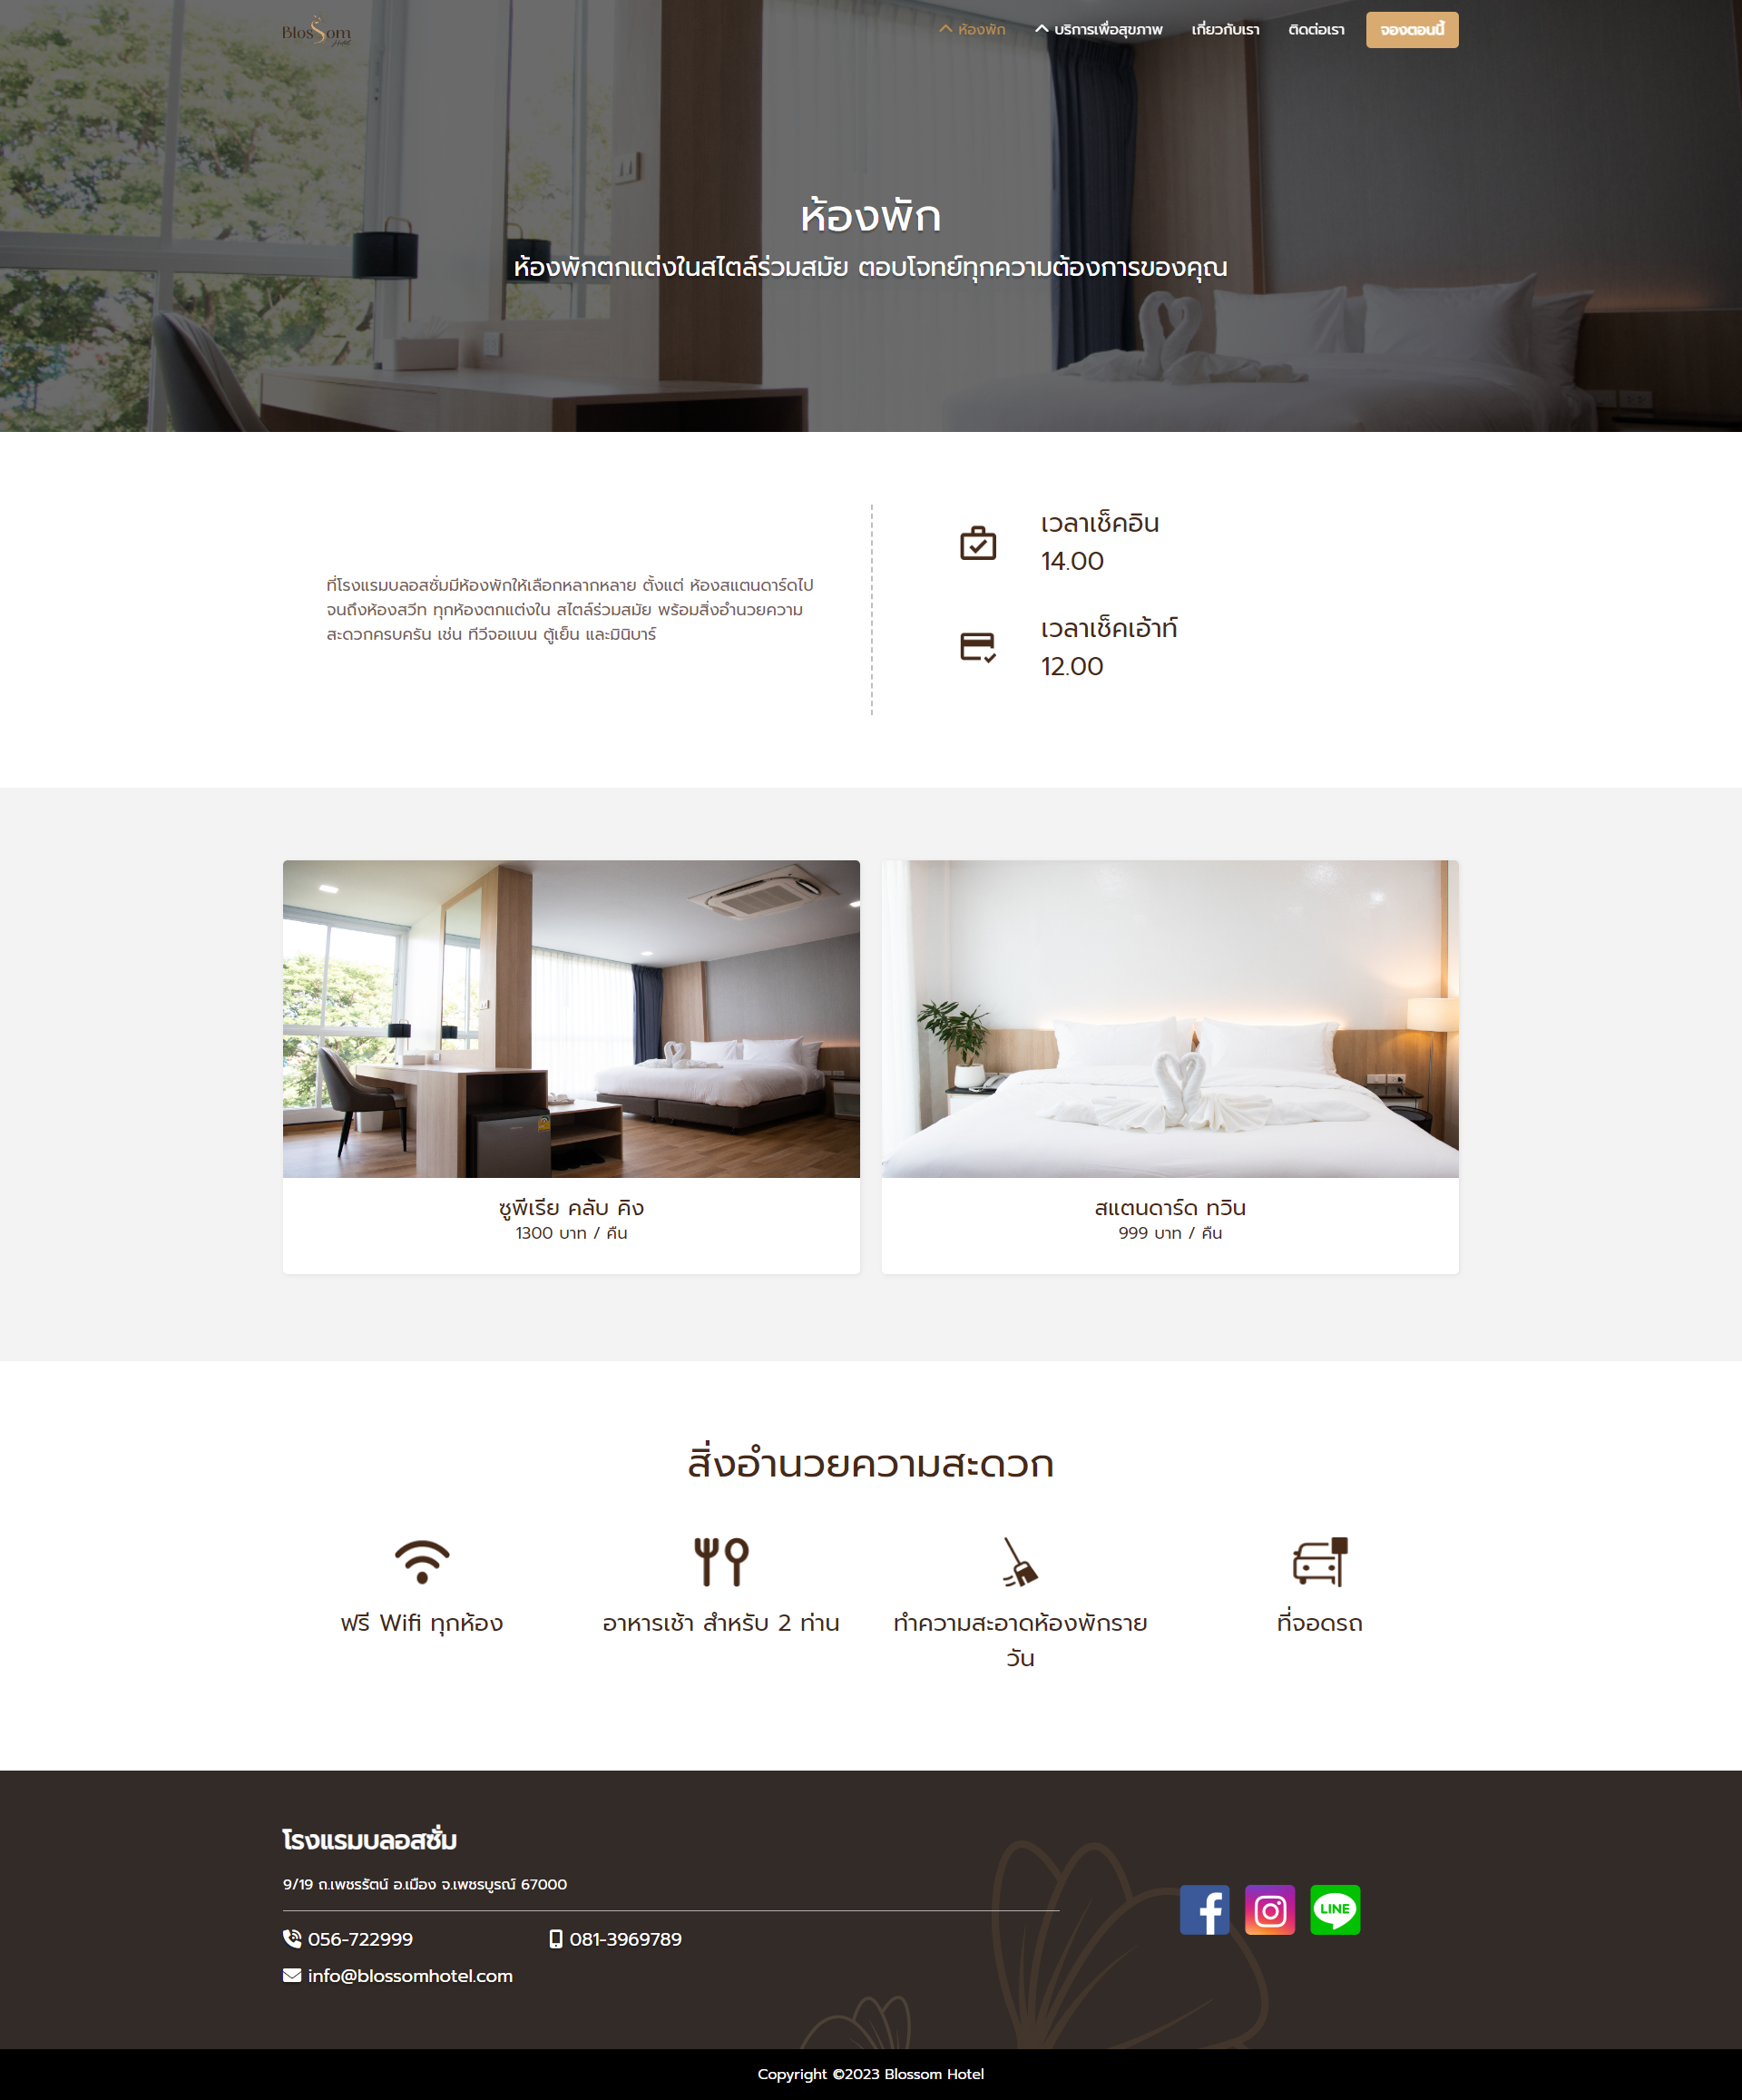 Blossom
Hotel
ห้องพัก
บริการเพื่อสุขภาพ
เกี่ยวกับเรา
ติดต่อเรา
จองตอนนี้
ห้องพัก
ห้องพักตกแต่งในสไตล์ร่วมสมัย ตอบโจทย์ทุกความต้องการของคุณ
ที่โรงแรมบลอสซั่มมีห้องพักให้เลือกหลากหลาย ตั้งแต่ ห้องสแตนดาร์ดไป
จนถึงห้องสวีท ทุกห้องตกแต่งใน สไตล์ร่วมสมัย พร้อมสิ่งอำนวยความ
สะดวกครบครัน เช่น ทีวีจอแบน ตู้เย็น และมินิบาร์
เวลาเช็คอิน
14.00
เวลาเช็คเอ้าท์
12.00
ซูพีเรีย คลับ คิง
1300 บาท / คืน
สแตนดาร์ด ทวิน
999 บาท / คืน
สิ่งอำนวยความสะดวก
ฟรี Wifi ทุกห้อง
อาหารเช้า สำหรับ 2 ท่าน
ทำความสะอาดห้องพักราย
วัน
ที่จอดรถ
โรงแรมบลอสซั่ม
9/19 ถ.เพชรรัตน์ อ.เมือง จ.เพชรบูรณ์ 67000
056-722999
081-3969789
info@blossomhotel.com
LINE
Copyright ©2023 Blossom Hotel